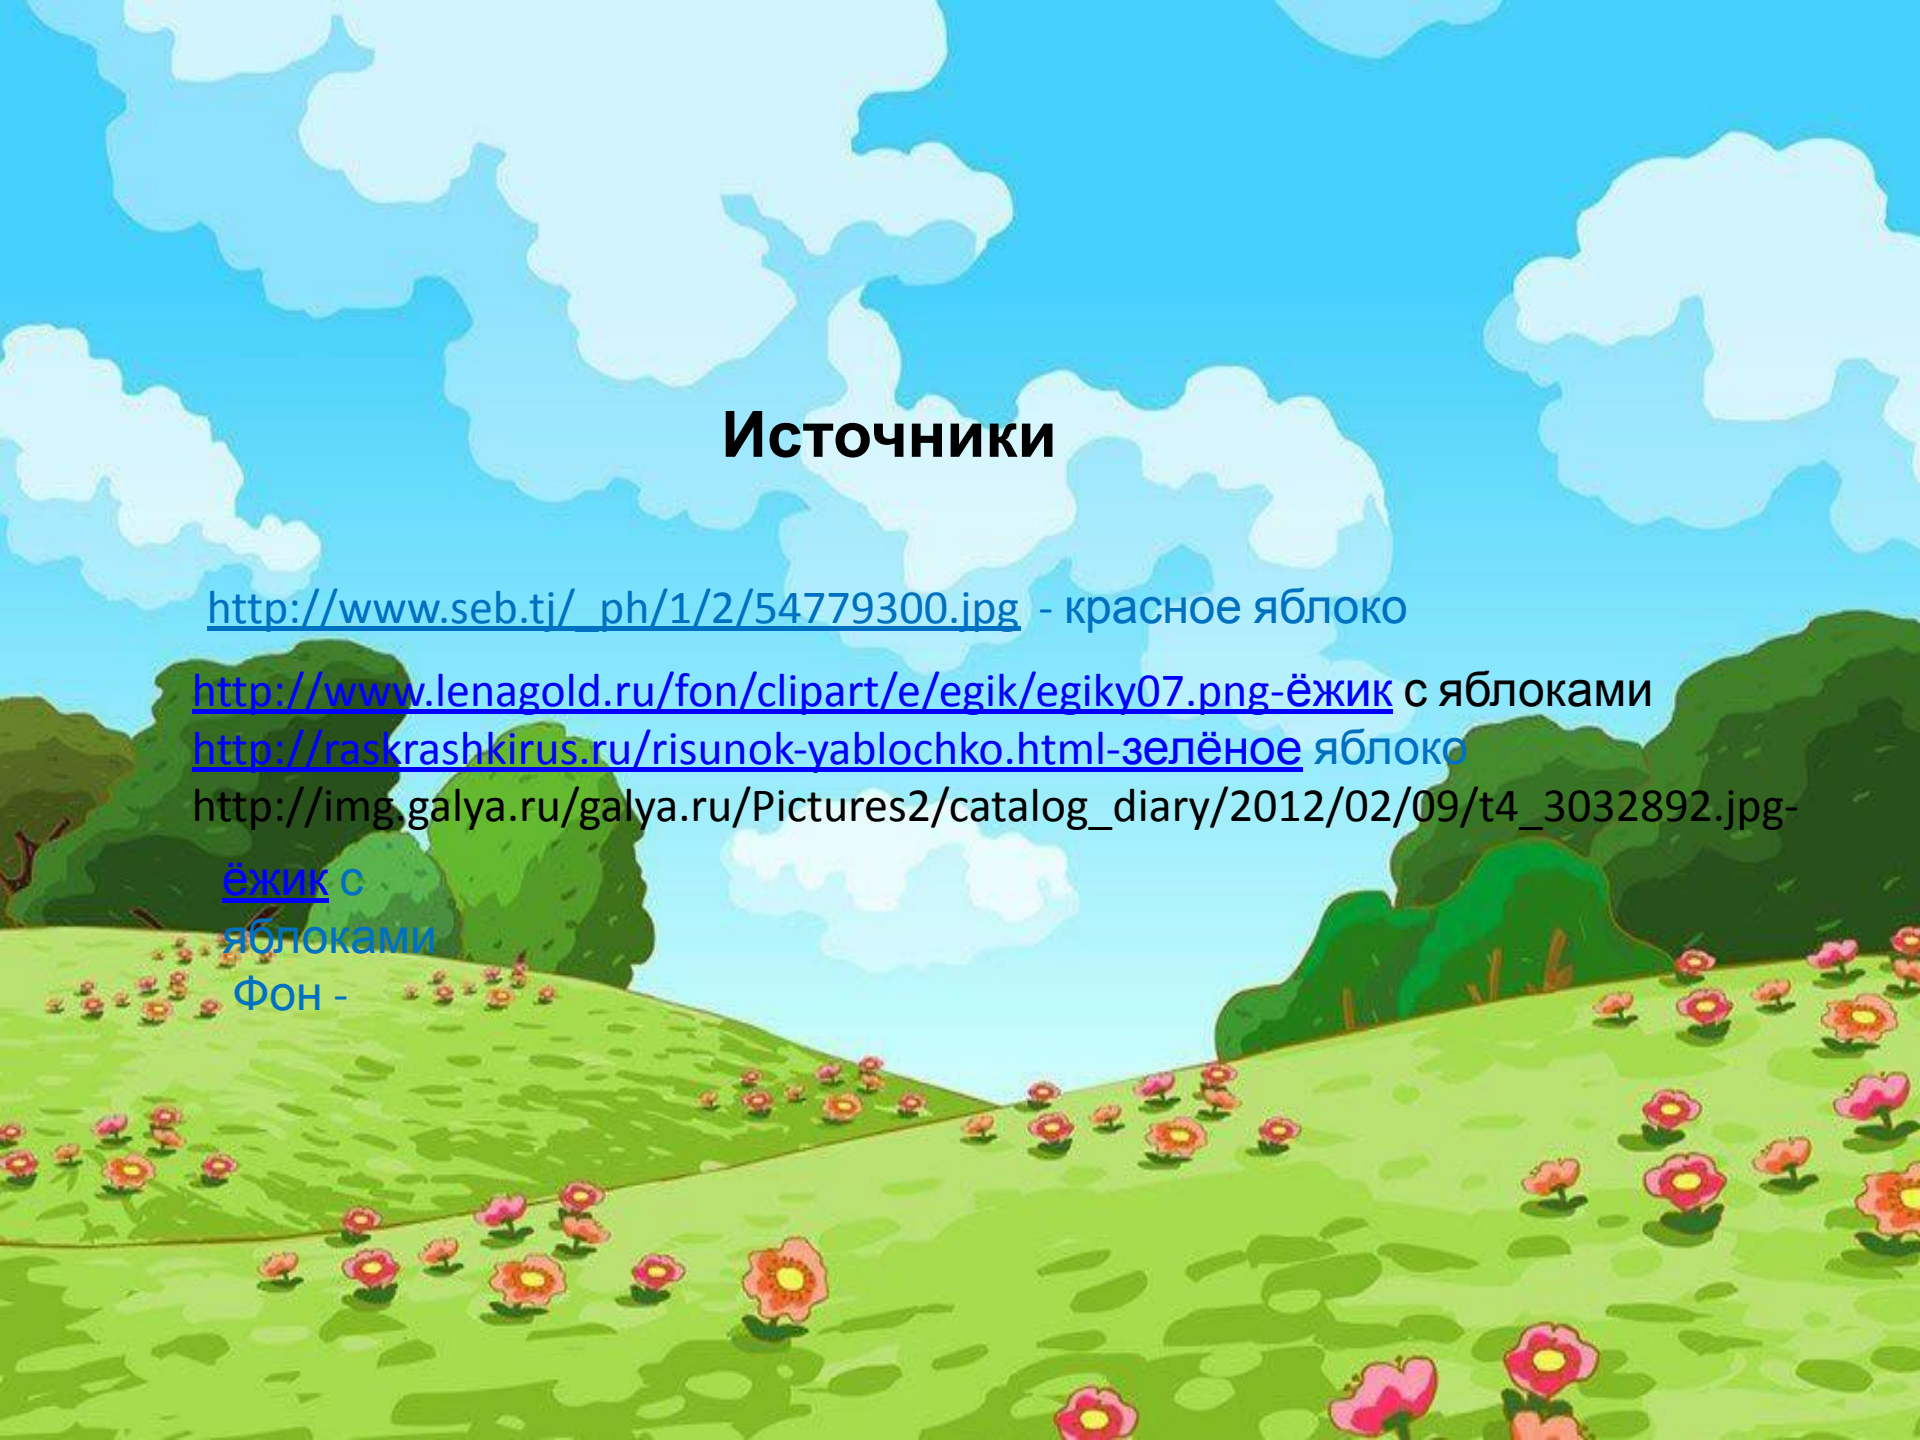 Источники
http://www.seb.tj/_ph/1/2/54779300.jpg - красное яблоко
http://www.lenagold.ru/fon/clipart/e/egik/egiky07.png-ёжик с яблоками
http://raskrashkirus.ru/risunok-yablochko.html-зелёное яблоко
http://img.galya.ru/galya.ru/Pictures2/catalog_diary/2012/02/09/t4_3032892.jpg-
ёжик с
яблоками
Фон -